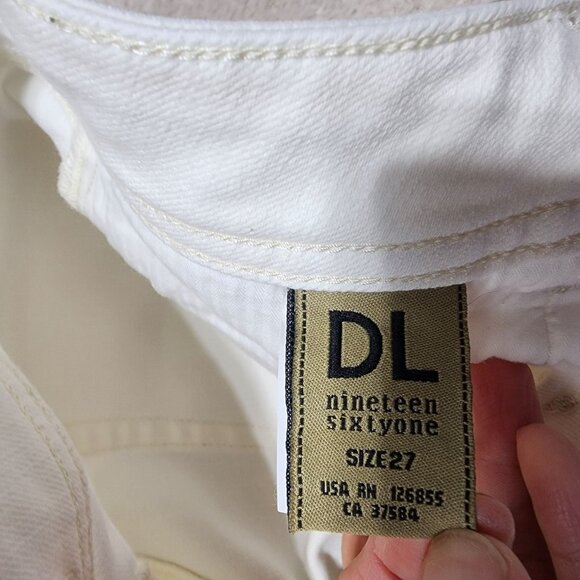 DL
nineteen
sixtyone
SIZE27
USA RN 126855
CA 37584